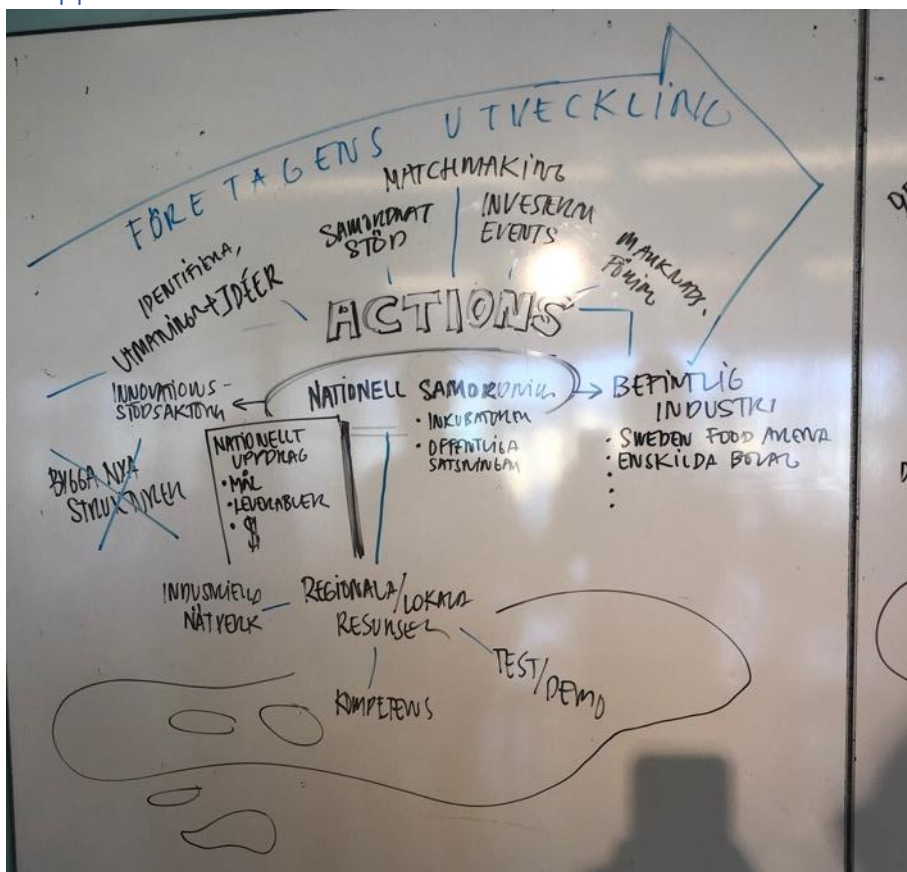 FÖRETAGENS UTVECKLING
MATCHMAKING
SAMORDNAT
STÖD
INVESTERAR
EVENTS
MARKNADS-
IDENTIFIERA,
UTMANINGAR + IDÉER
ACTIONS
INNOVATIONS-
STÖDSAKTÖRER
NATIONELL SAMORDNING
• INKUBATORER
• OFFENTLIGA
SATSNINGAR
BEFINTLIG
INDUSTRI
• SWEDEN FOOD ARENA
• ENSKILDA BOLAG
NATIONELLT
UPPDRAG
• MÅL
• LEVERABLER
• $
BYGGA NYA
STRUKTURER
INDUSTRIELLA
NÄTVERK
REGIONALA/LOKALA
RESURSER
TEST/DEMO
KOMPETENS